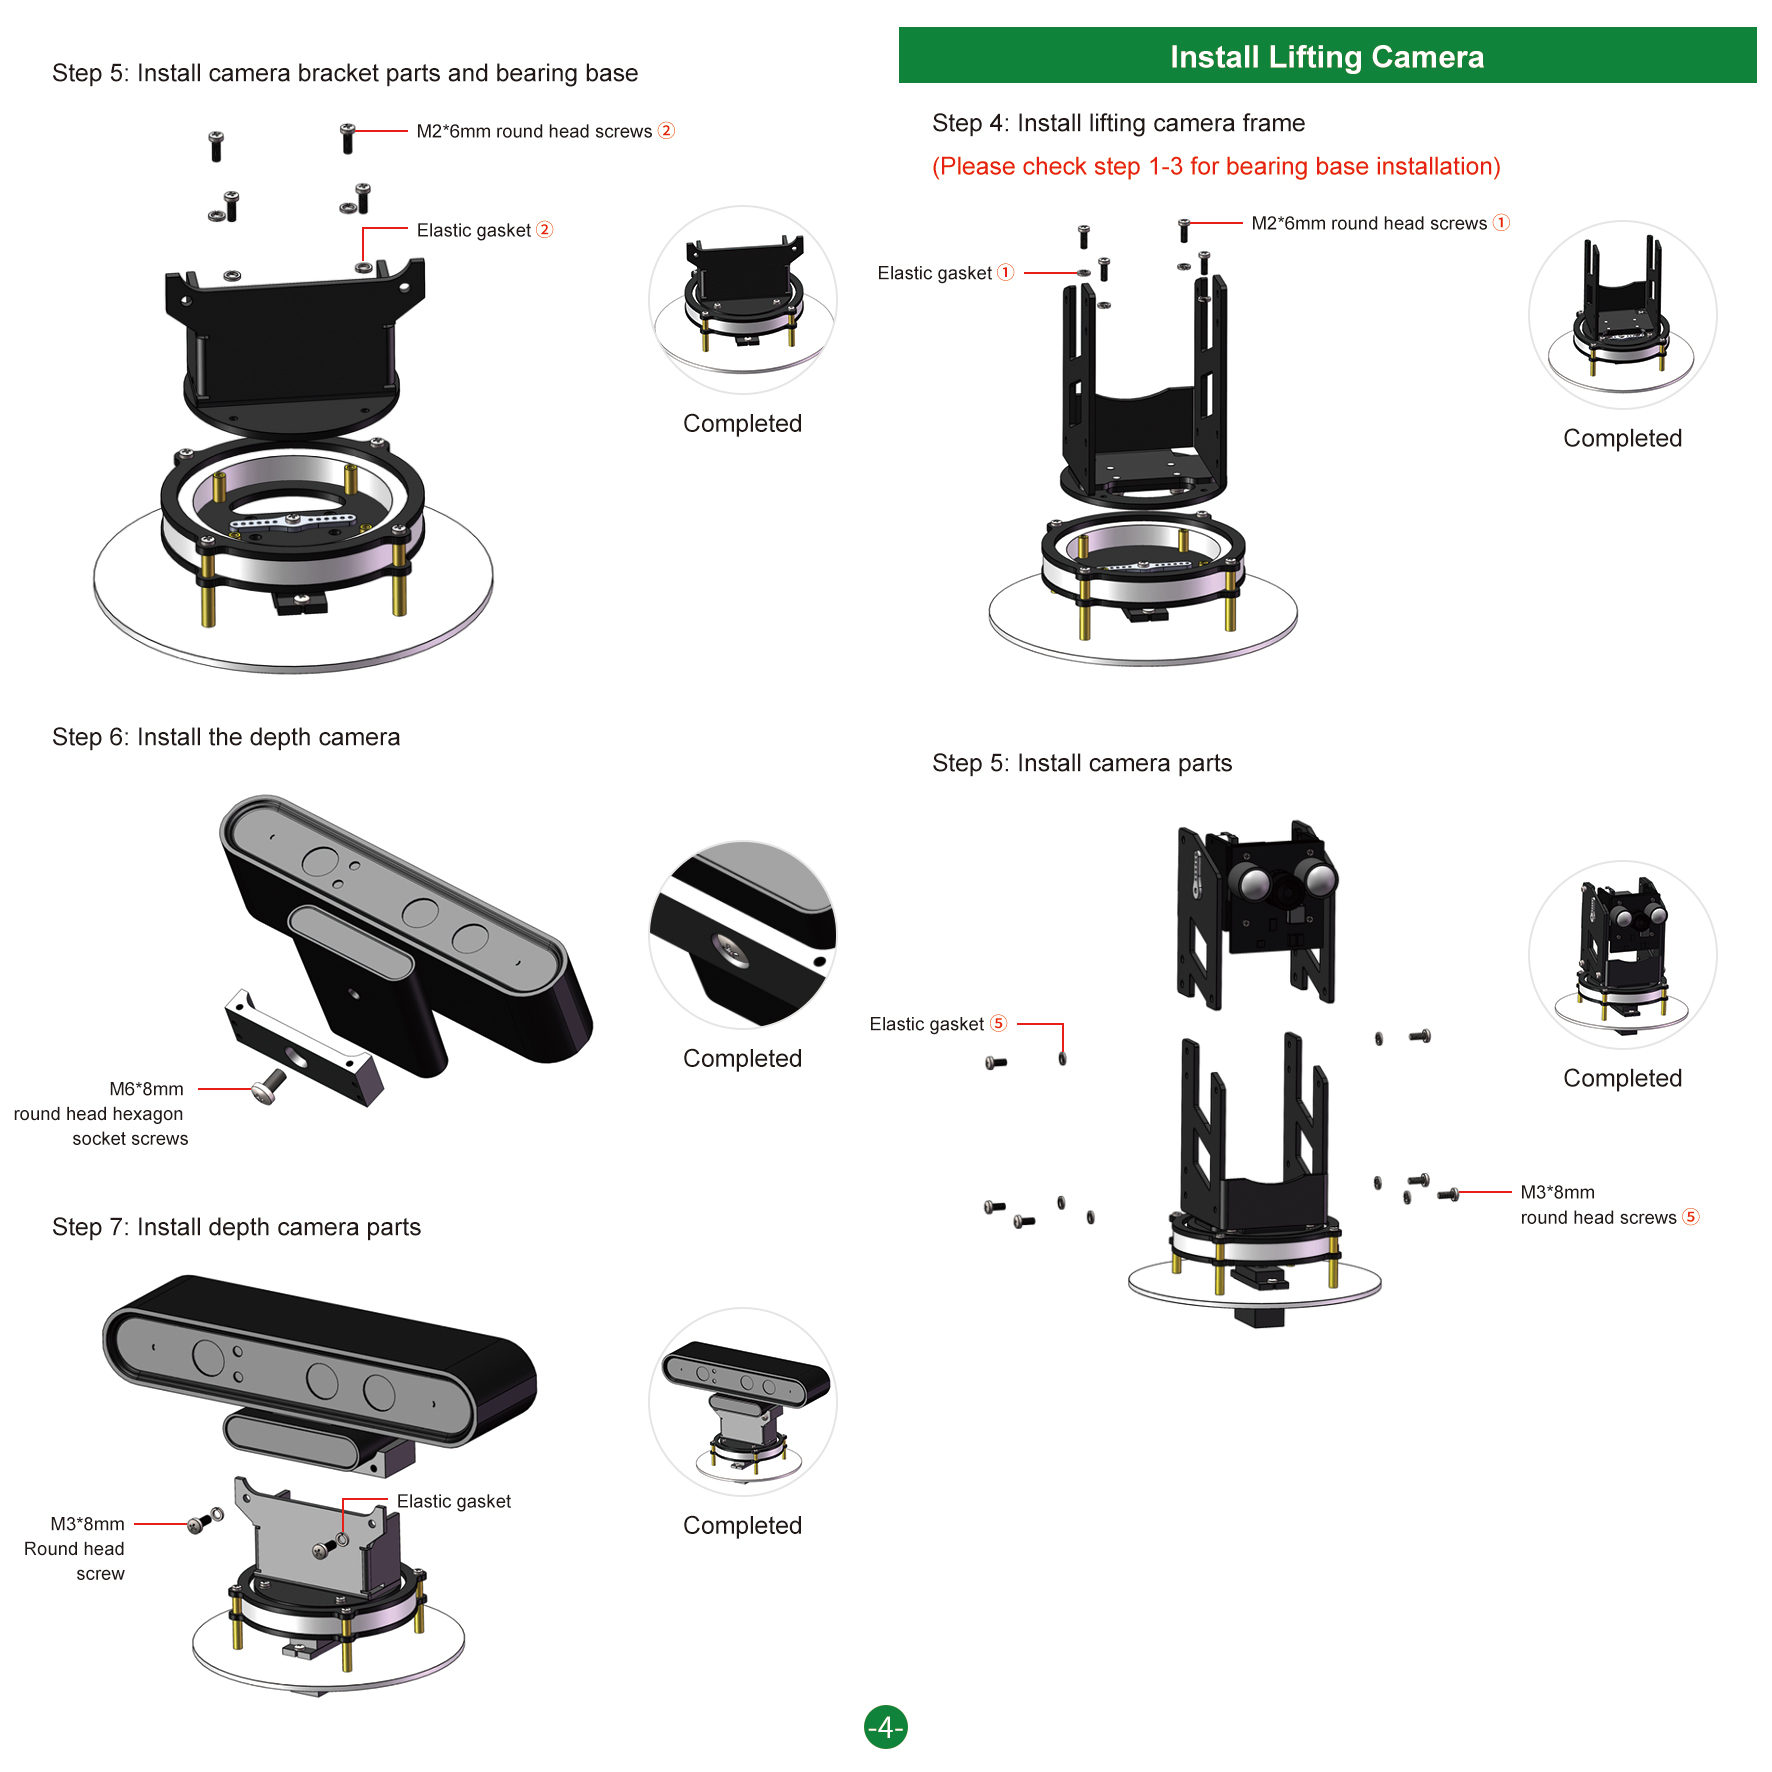 Step 5: Install camera bracket parts and bearing base
M2*6mm round head screws ②
Elastic gasket ②
Completed
Step 6: Install the depth camera
M6*8mm
round head hexagon
socket screws
Completed
Step 7: Install depth camera parts
Elastic gasket
M3*8mm
Round head
screw
Completed
Install Lifting Camera
Step 4: Install lifting camera frame
(Please check step 1-3 for bearing base installation)
M2*6mm round head screws ①
Elastic gasket ①
Completed
Step 5: Install camera parts
Elastic gasket ⑤
Completed
M3*8mm
round head screws ⑤
-4-